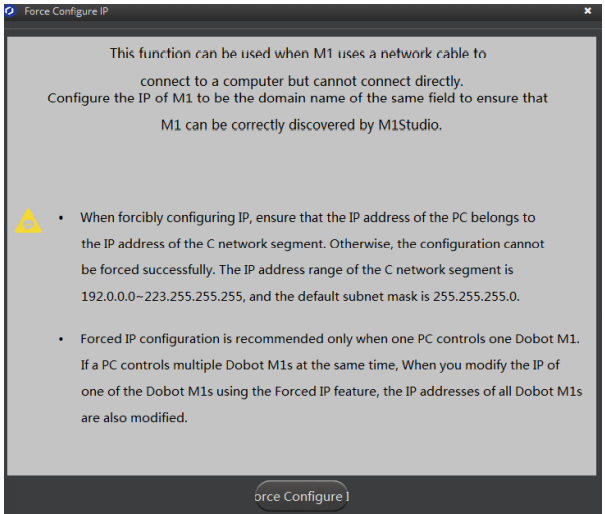 Force Configure IP
This function can be used when M1 uses a network cable to
connect to a computer but cannot connect directly.
Configure the IP of M1 to be the domain name of the same field to ensure that
M1 can be correctly discovered by M1Studio.
• When forcibly configuring IP, ensure that the IP address of the PC belongs to
the IP address of the C network segment. Otherwise, the configuration cannot
be forced successfully. The IP address range of the C network segment is
192.0.0.0~223.255.255.255, and the default subnet mask is 255.255.255.0.
• Forced IP configuration is recommended only when one PC controls one Dobot M1.
If a PC controls multiple Dobot M1s at the same time, When you modify the IP of
one of the Dobot M1s using the Forced IP feature, the IP addresses of all Dobot M1s
are also modified.
orce Configure I